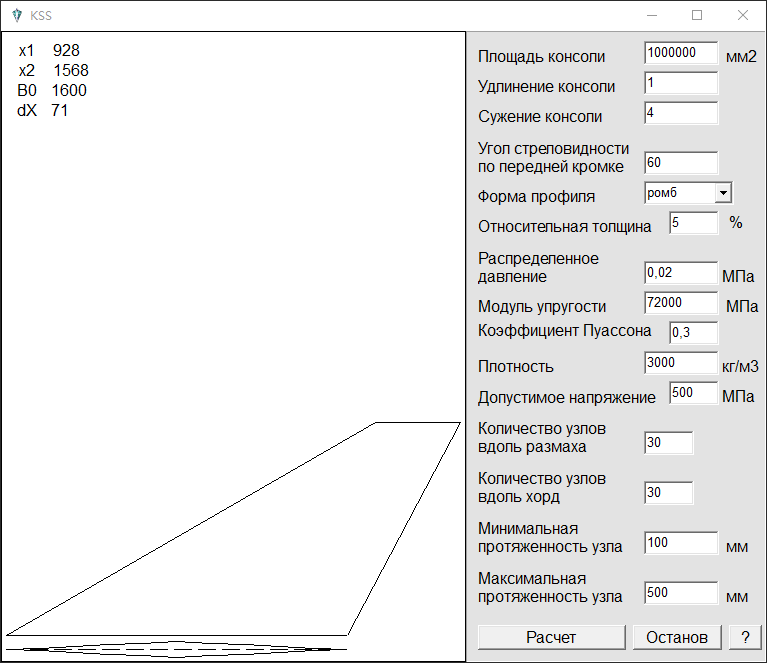 KSS
x1 928
x2 1568
B0 1600
dX 71
Площадь консоли 1000000 мм2
Удлинение консоли 1
Сужение консоли 4
Угол стреловидности
по передней кромке 60
Форма профиля ромб
Относительная толщина 5 %
Распределенное
давление 0,02 МПа
Модуль упругости 72000 МПа
Коэффициент Пуассона 0,3
Плотность 3000 кг/м3
Допустимое напряжение 500 МПа
Количество узлов
вдоль размаха 30
Количество узлов
вдоль хорд 30
Минимальная
протяженность узла 100 мм
Максимальная
протяженность узла 500 мм
Расчет Останов ?